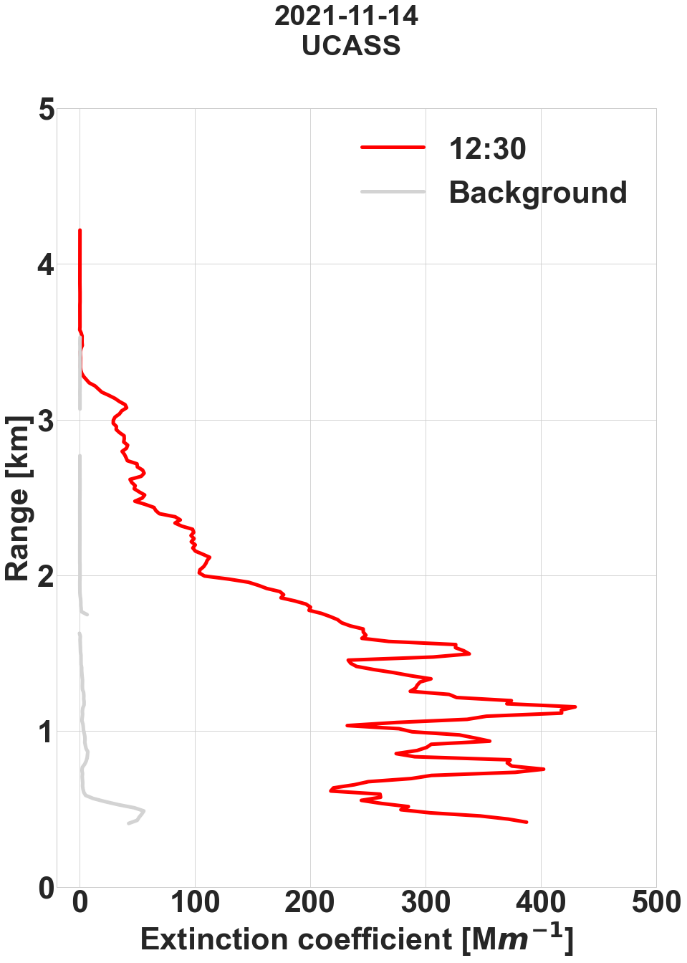 2021-11-14
UCASS
12:30
Background
5
4
3
2
1
0
Range [km]
0 100 200 300 400 500
Extinction coefficient [Mm⁻¹]